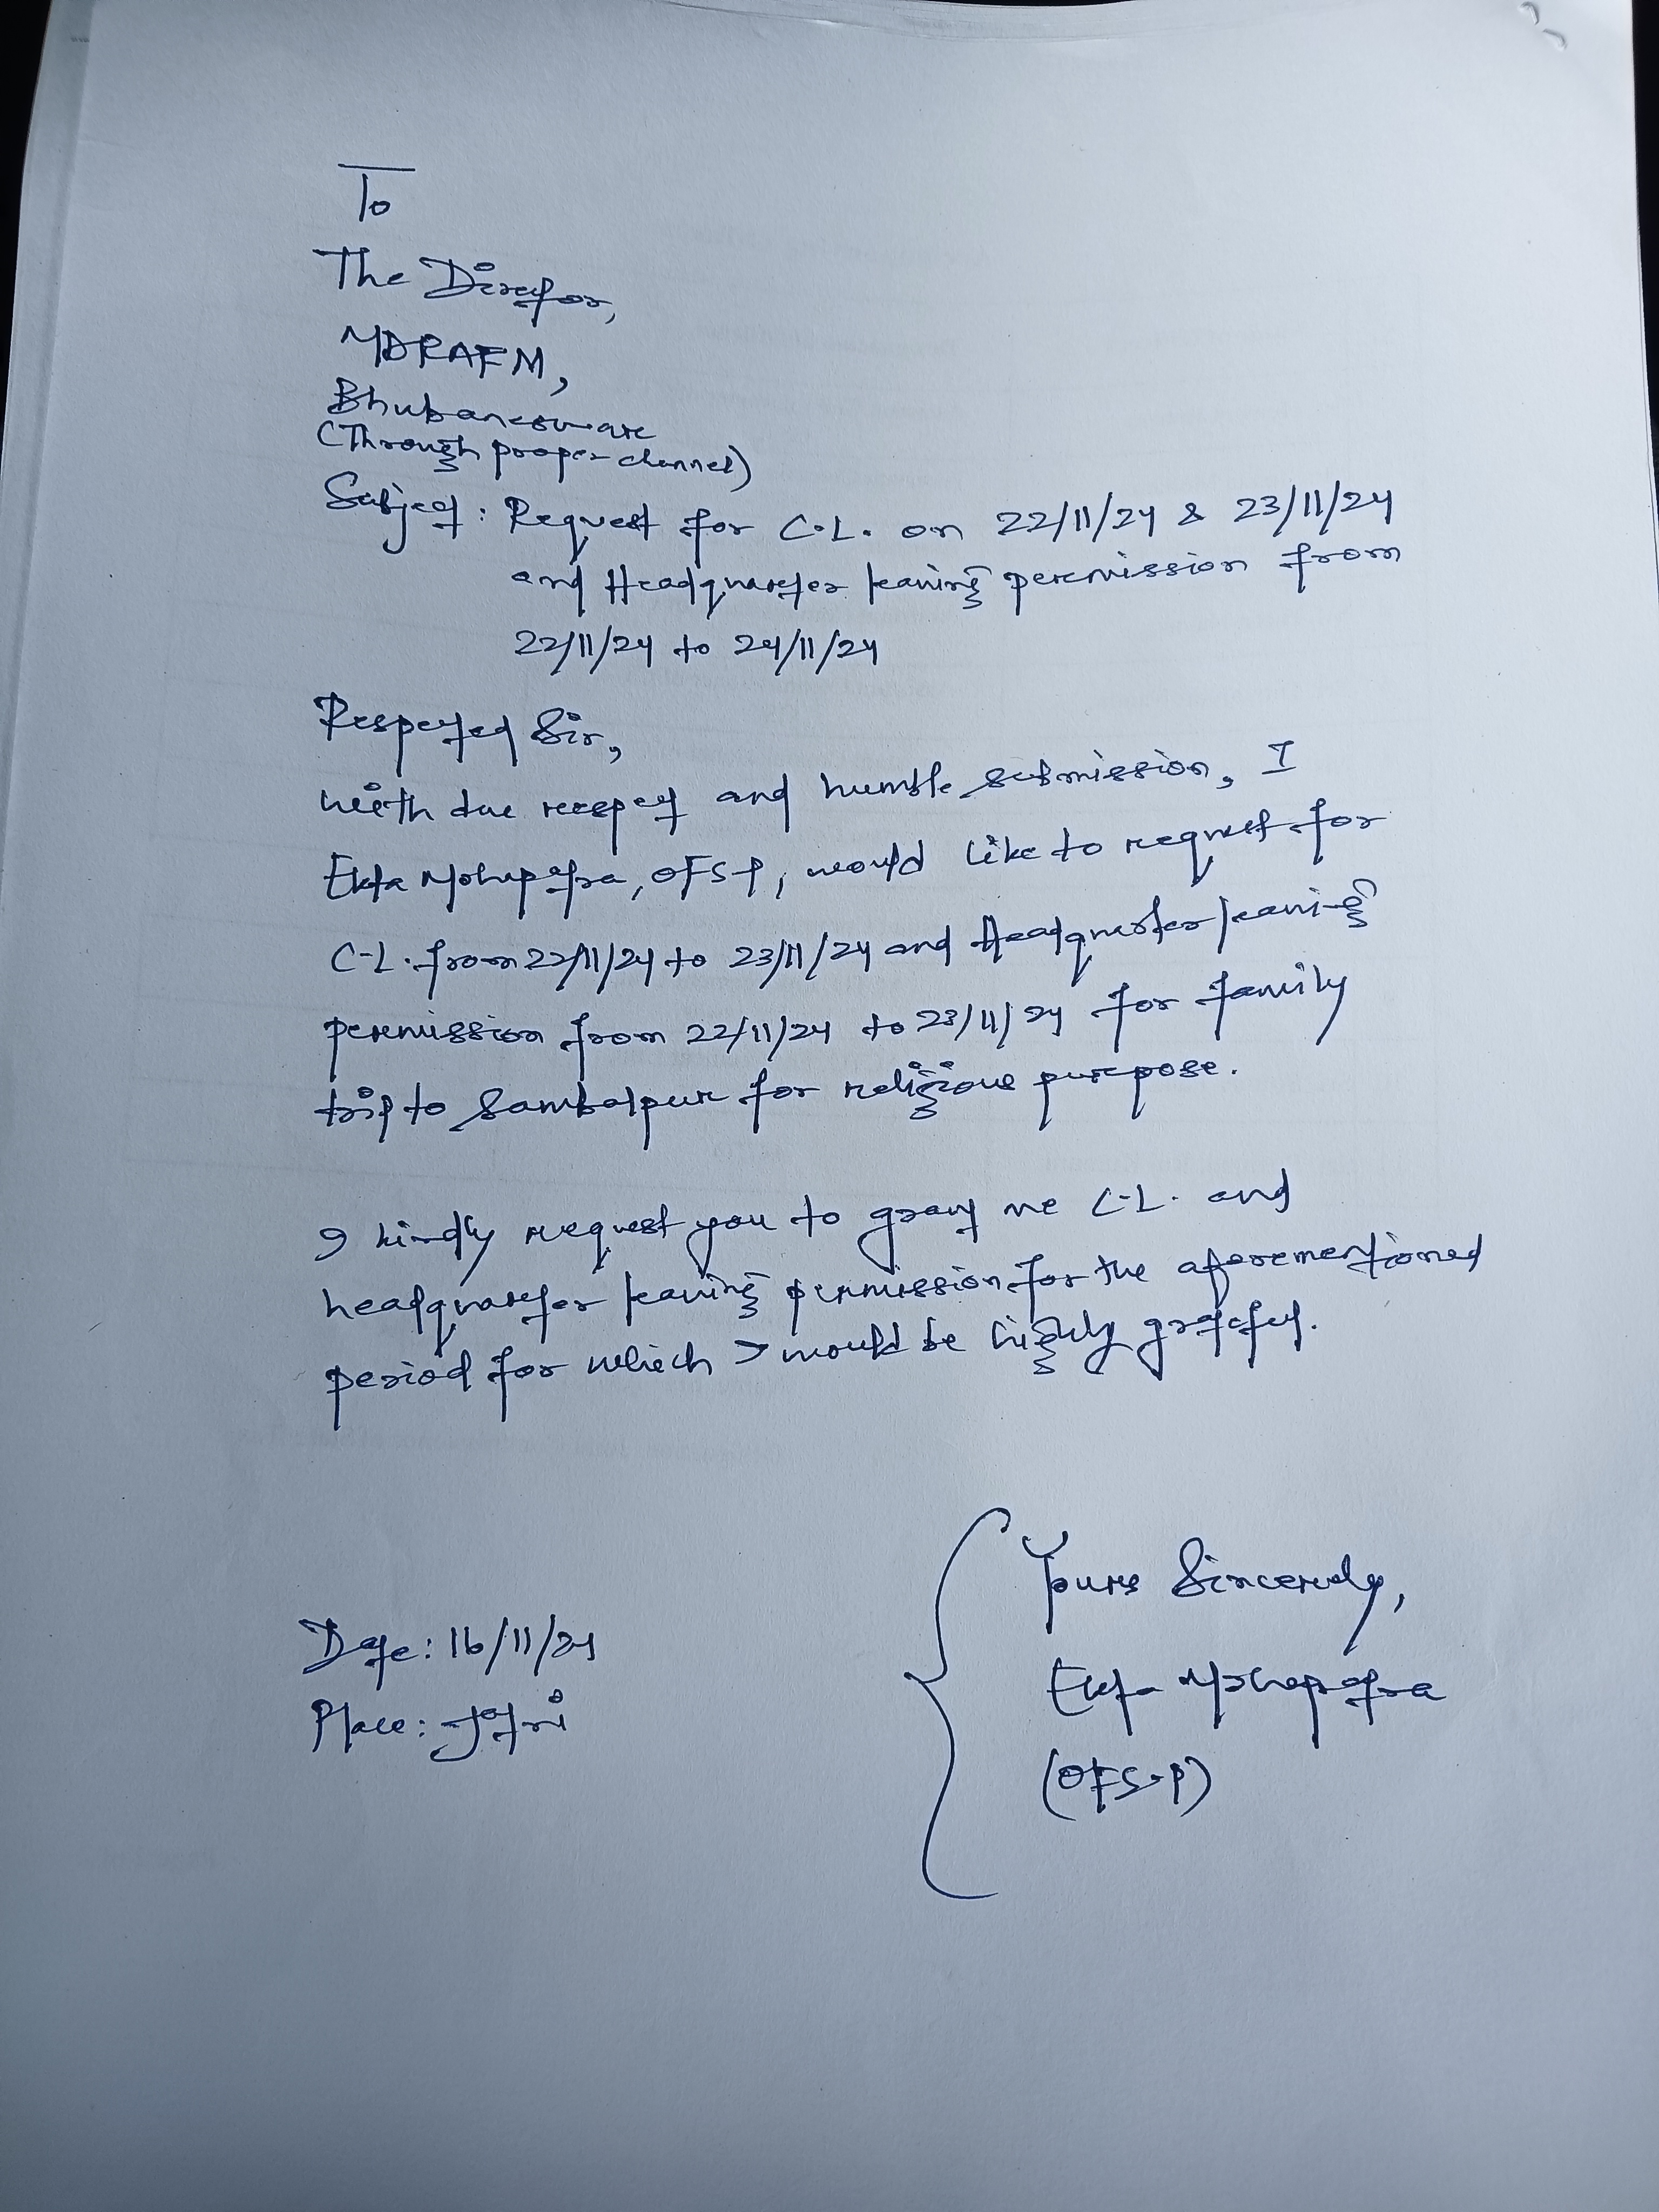 To
The Director,
MDRAFM,
Bhubaneswar
(Through proper channel)
Subject: Request for C.L. on 22/11/24 & 23/11/24
and Headquarter leaving permission from
22/11/24 to 24/11/24
Respected Sir,
With due respect and humble submission, I
Ekta Mohapatra, OFS-P, would like to request for
C.L. from 22/11/24 to 23/11/24 and Headquarter leaving
permission from 22/11/24 to 23/11/24 for family
trip to Sambalpur for religious purpose.
I kindly request you to grant me C.L. and
headquarter leaving permission for the aforementioned
period for which I would be highly grateful.
Yours Sincerely,
Date: 16/11/24
Ekta Mohapatra
Place:
(OFS-P)